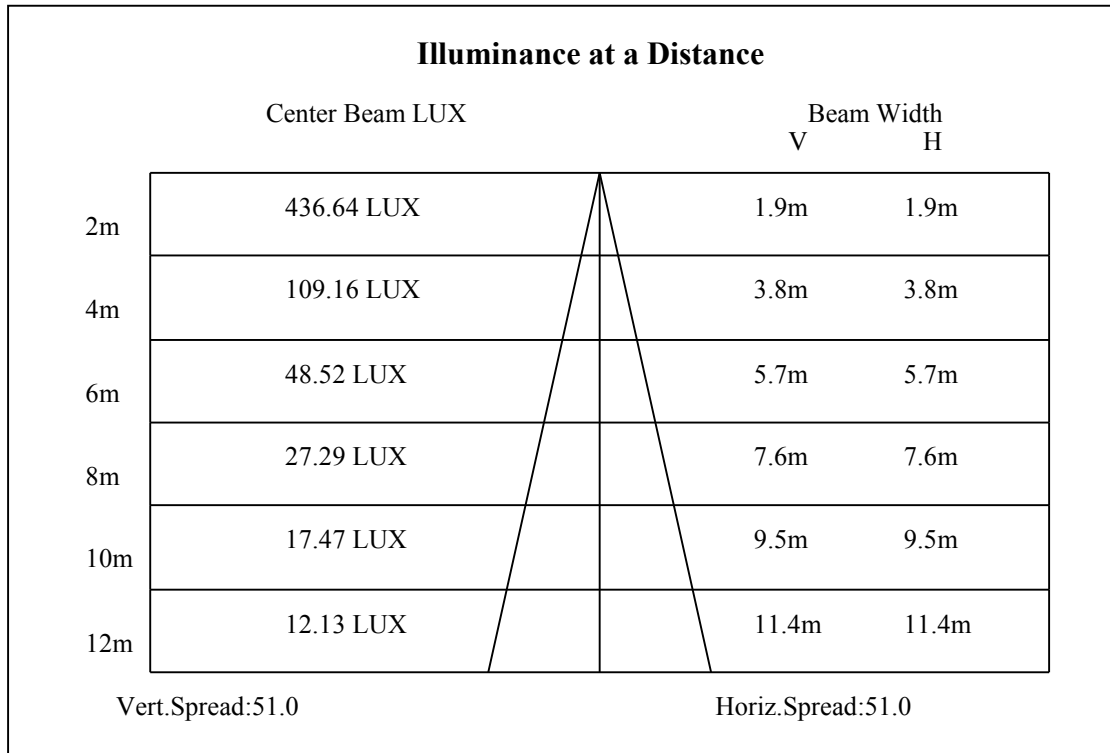 Illuminance at a Distance
Center Beam LUX Beam Width
V H
2m 436.64 LUX 1.9m 1.9m
4m 109.16 LUX 3.8m 3.8m
6m 48.52 LUX 5.7m 5.7m
8m 27.29 LUX 7.6m 7.6m
10m 17.47 LUX 9.5m 9.5m
12m 12.13 LUX 11.4m 11.4m
Vert.Spread:51.0 Horiz.Spread:51.0